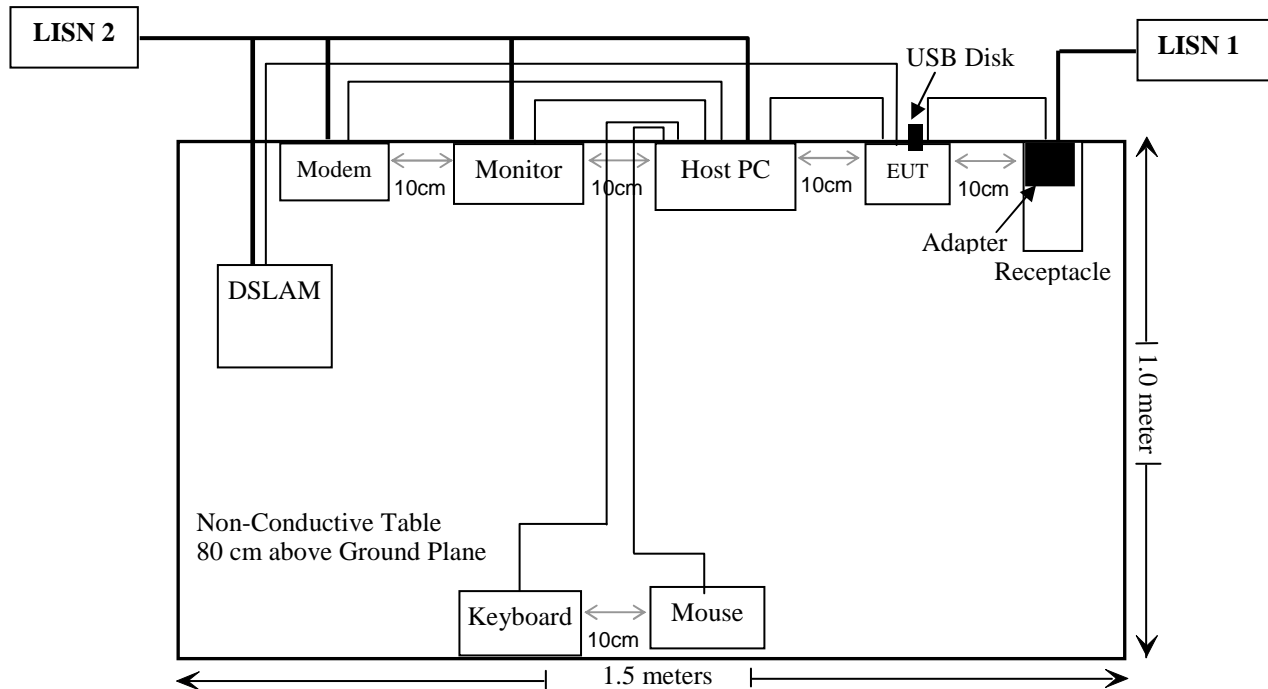 LISN 2
LISN 1
USB Disk
Modem
Monitor
Host PC
EUT
10cm
10cm
10cm
10cm
Adapter
Receptacle
DSLAM
1.0 meter
Non-Conductive Table
80 cm above Ground Plane
Keyboard
Mouse
10cm
1.5 meters